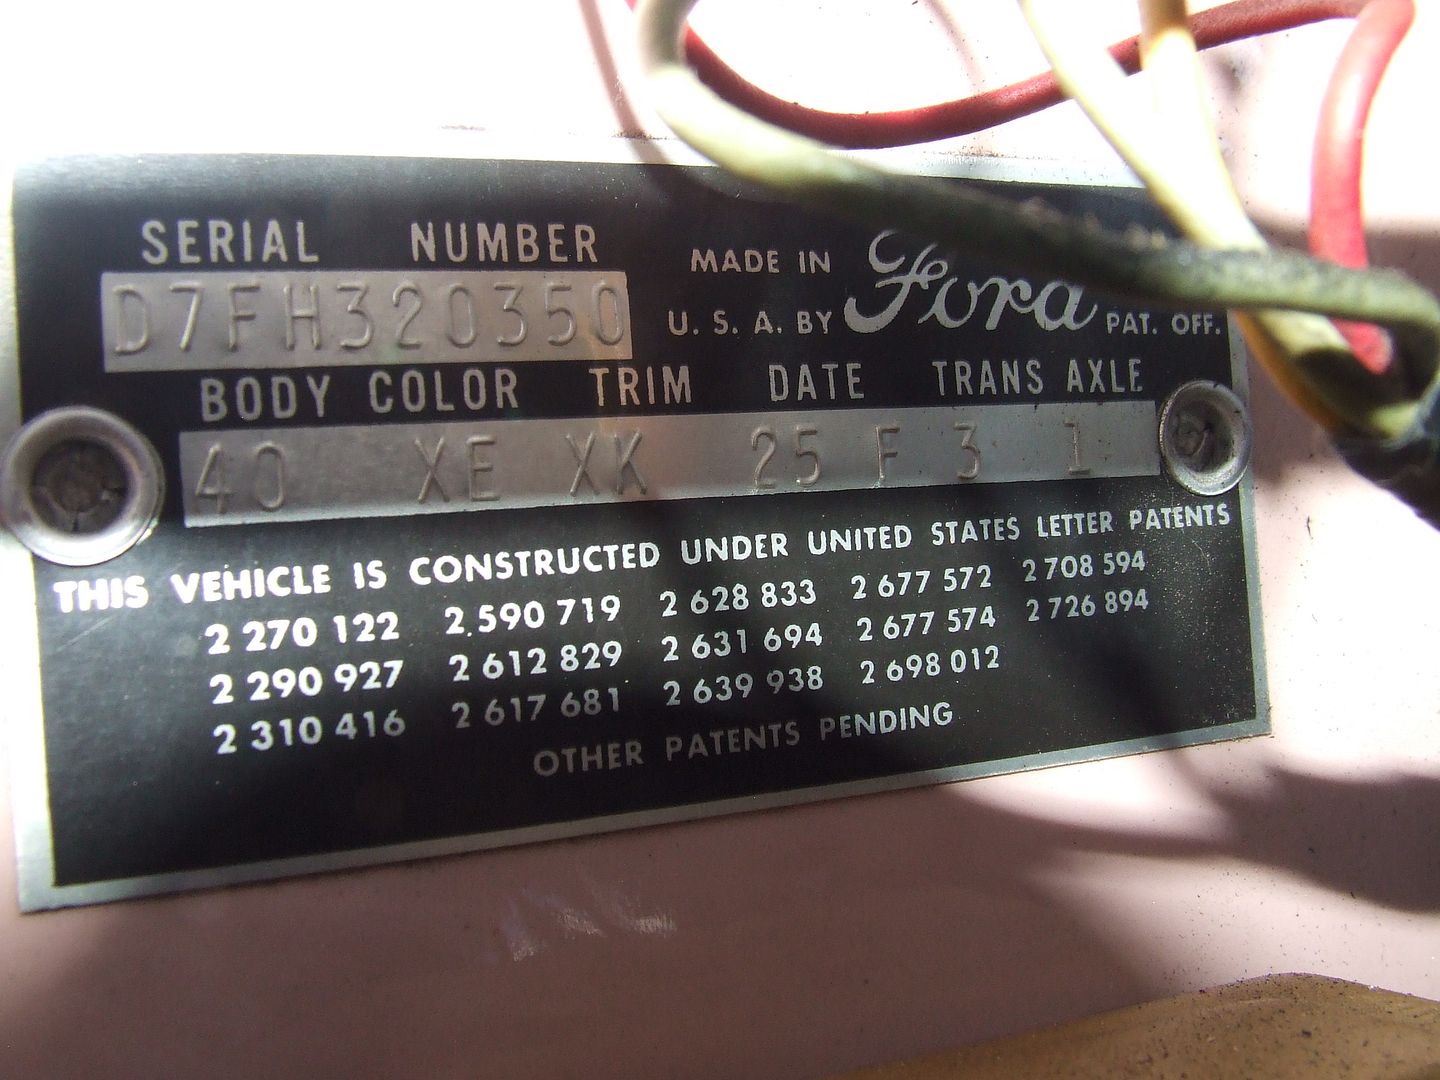 SERIAL NUMBER
D7FH320350
MADE IN
U. S. A. BY Ford PAT. OFF.
BODY COLOR TRIM DATE TRANS AXLE
40 XE XK 25 F 3 1
THIS VEHICLE IS CONSTRUCTED UNDER UNITED STATES LETTER PATENTS
2 270 122 2,590 719 2 628 833 2 677 572 2 708 594
2 290 927 2 612 829 2 631 694 2 677 574 2 726 894
2 310 416 2 617 681 2 639 938 2 698 012
OTHER PATENTS PENDING